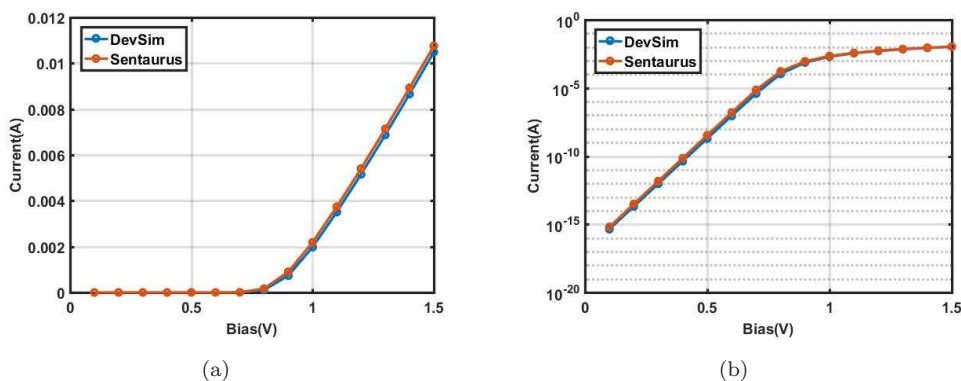 0.012
0.01
0.008
0.006
0.004
0.002
0
Current(A)
DevSim
Sentaurus
0 0.5 1 1.5
Bias(V)
(a)
10^0
10^-5
10^-10
10^-15
10^-20
Current(A)
DevSim
Sentaurus
0 0.5 1 1.5
Bias(V)
(b)